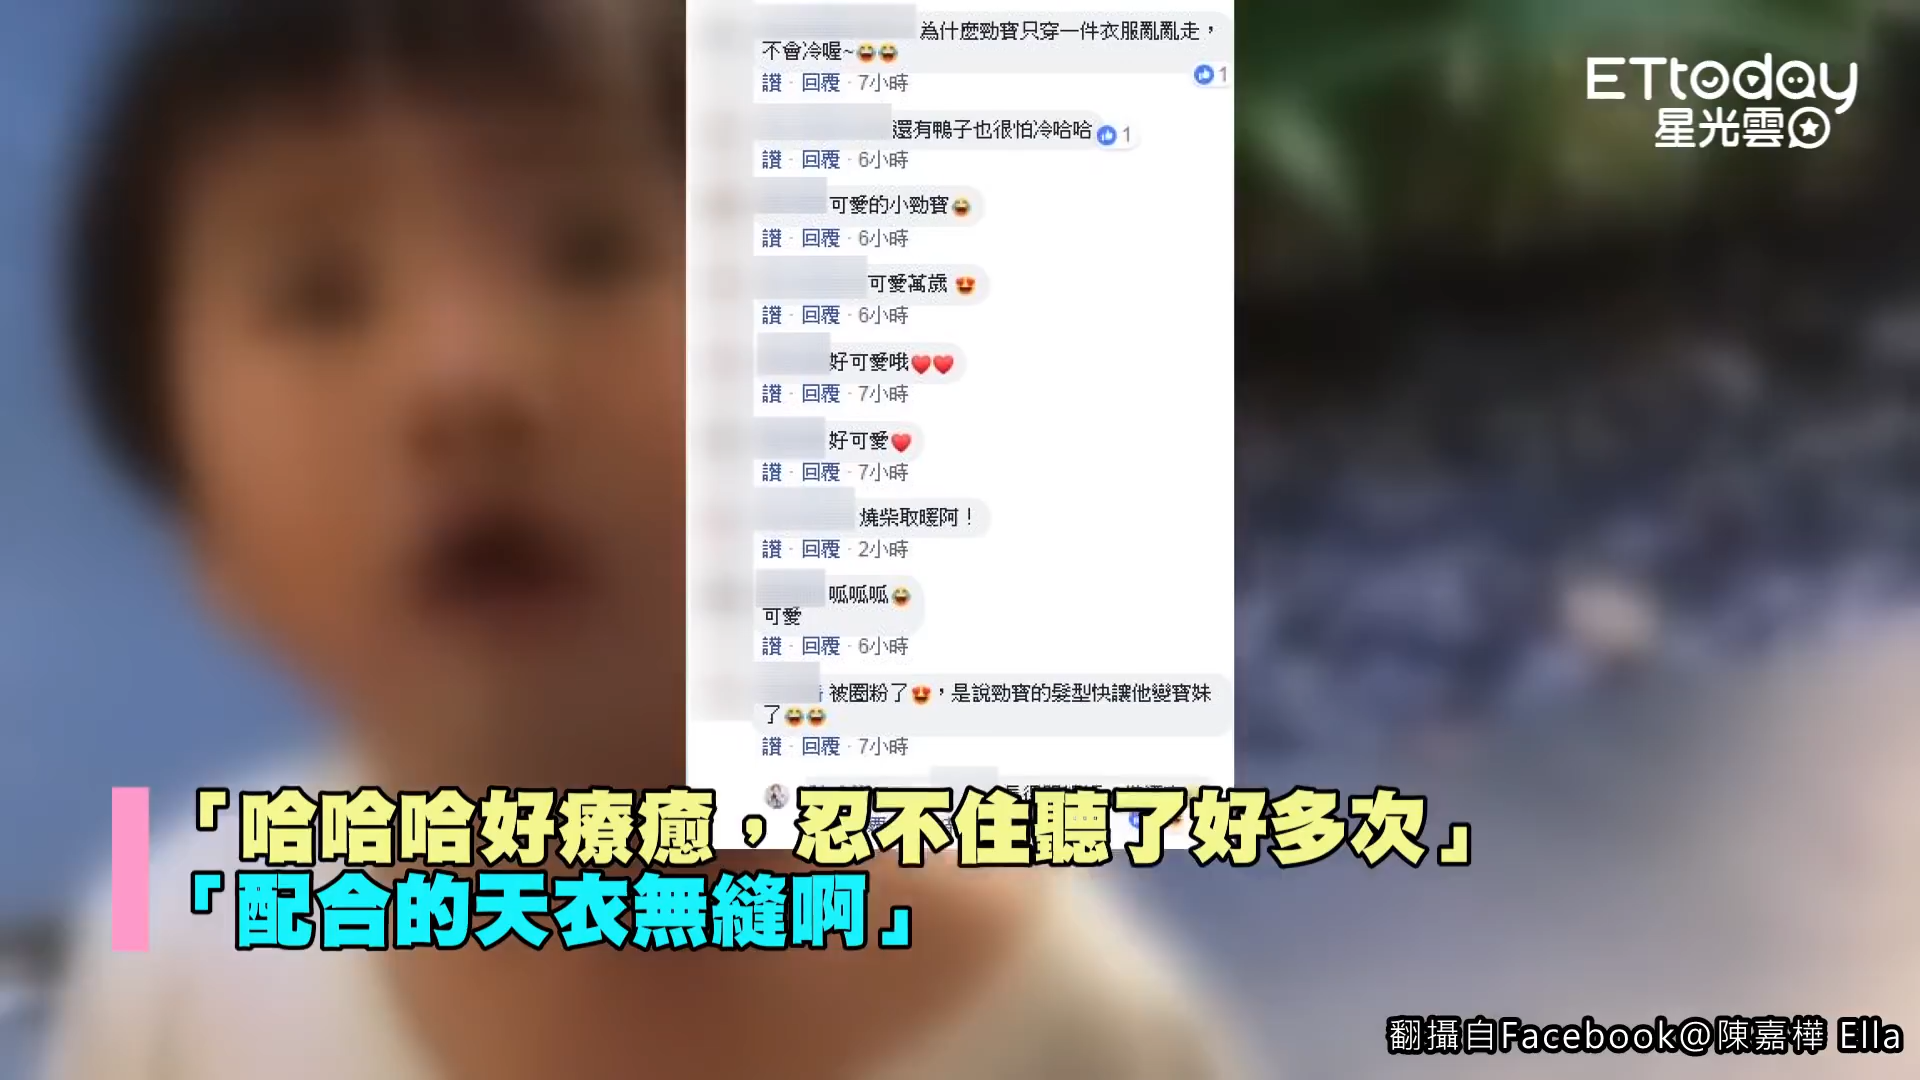 為什麼勁寶只穿一件衣服亂亂走，
不會冷喔~😂😂
讚 · 回覆 · 7小時
1
還有鴨子也很怕冷哈哈
1
讚 · 回覆 · 6小時
可愛的小勁寶😂
讚 · 回覆 · 6小時
可愛萬歲 😍
讚 · 回覆 · 6小時
好可愛哦❤️❤️
讚 · 回覆 · 7小時
好可愛❤️
讚 · 回覆 · 7小時
燒柴取暖阿！
讚 · 回覆 · 2小時
呱呱呱😂
可愛
讚 · 回覆 · 6小時
被圈粉了😍，是說勁寶的髮型快讓他變寶妹
了😂😂
讚 · 回覆 · 7小時
ETtoday
星光雲
「哈哈哈好療癒，忍不住聽了好多次」
「配合的天衣無縫啊」
翻攝自Facebook@陳嘉樺 Ella